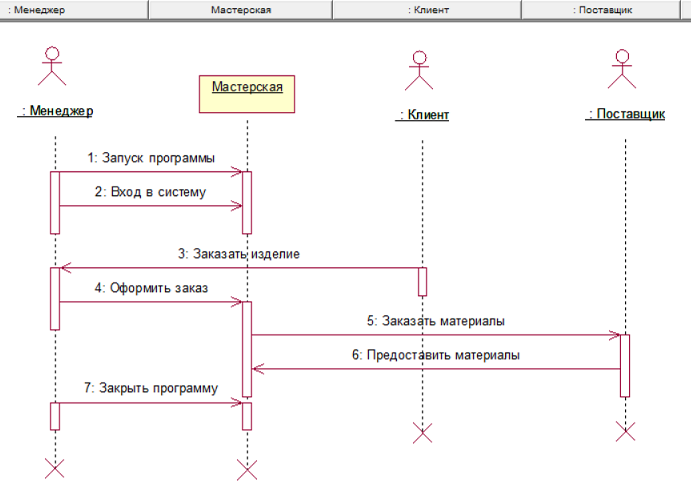 : Менеджер
Мастерская
: Клиент
: Поставщик
Мастерская
: Менеджер
: Клиент
: Поставщик
1: Запуск программы
2: Вход в систему
3: Заказать изделие
4: Оформить заказ
5: Заказать материалы
6: Предоставить материалы
7: Закрыть программу